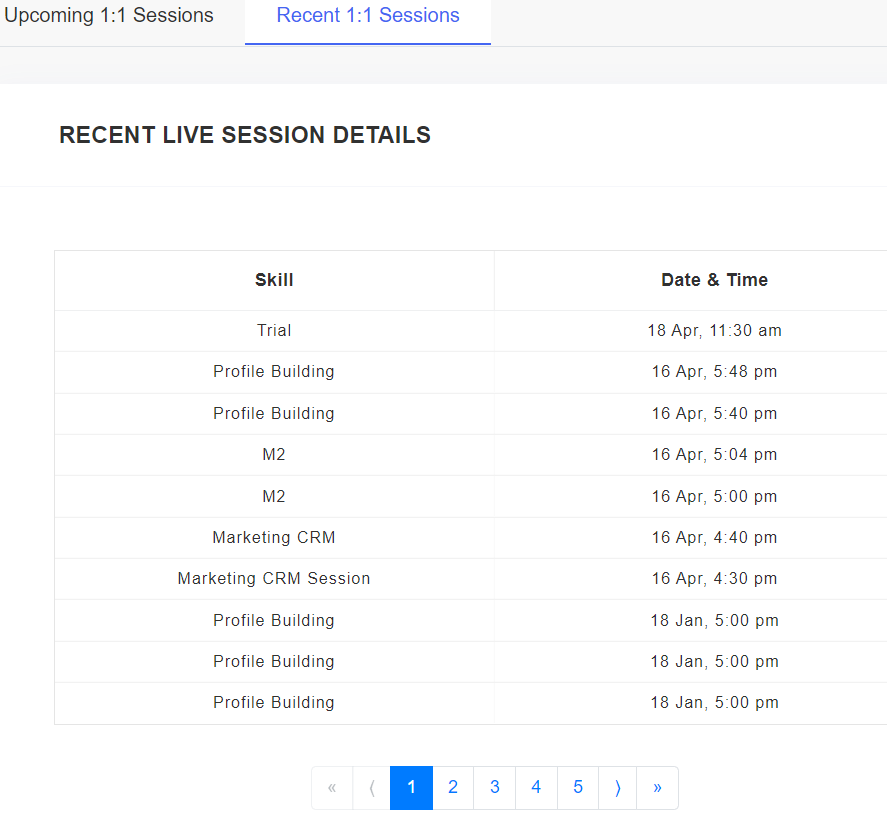 Upcoming 1:1 Sessions Recent 1:1 Sessions
RECENT LIVE SESSION DETAILS
Skill Date & Time
Trial 18 Apr, 11:30 am
Profile Building 16 Apr, 5:48 pm
Profile Building 16 Apr, 5:40 pm
M2 16 Apr, 5:04 pm
M2 16 Apr, 5:00 pm
Marketing CRM 16 Apr, 4:40 pm
Marketing CRM Session 16 Apr, 4:30 pm
Profile Building 18 Jan, 5:00 pm
Profile Building 18 Jan, 5:00 pm
Profile Building 18 Jan, 5:00 pm
« ⟨ 1 2 3 4 5 ⟩ »